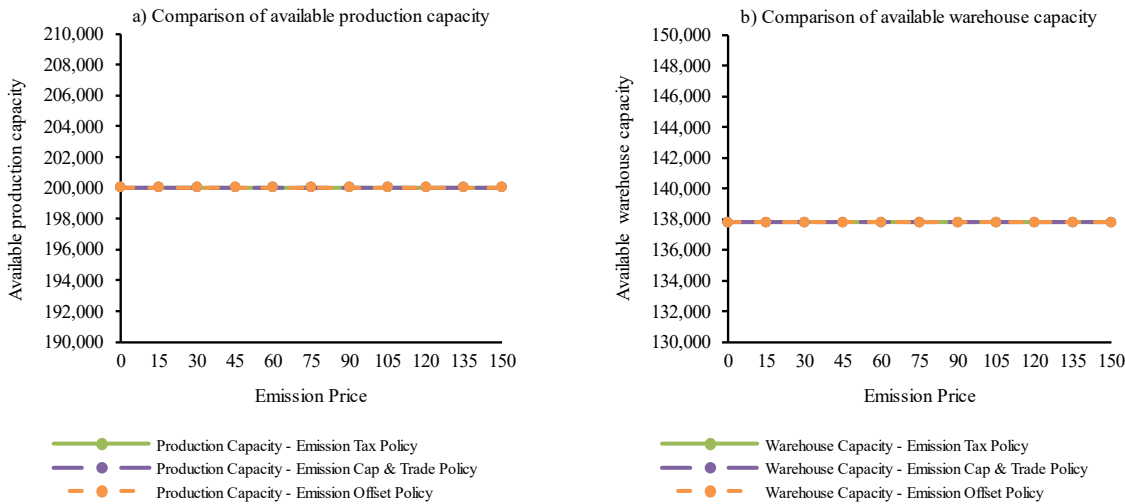 a) Comparison of available production capacity
210,000
208,000
206,000
204,000
202,000
200,000
198,000
196,000
194,000
192,000
190,000
Available production capacity
0 15 30 45 60 75 90 105 120 135 150
Emission Price
Production Capacity - Emission Tax Policy
Production Capacity - Emission Cap & Trade Policy
Production Capacity - Emission Offset Policy
b) Comparison of available warehouse capacity
150,000
148,000
146,000
144,000
142,000
140,000
138,000
136,000
134,000
132,000
130,000
Available warehouse capacity
0 15 30 45 60 75 90 105 120 135 150
Emission Price
Warehouse Capacity - Emission Tax Policy
Warehouse Capacity - Emission Cap & Trade Policy
Warehouse Capacity - Emission Offset Policy